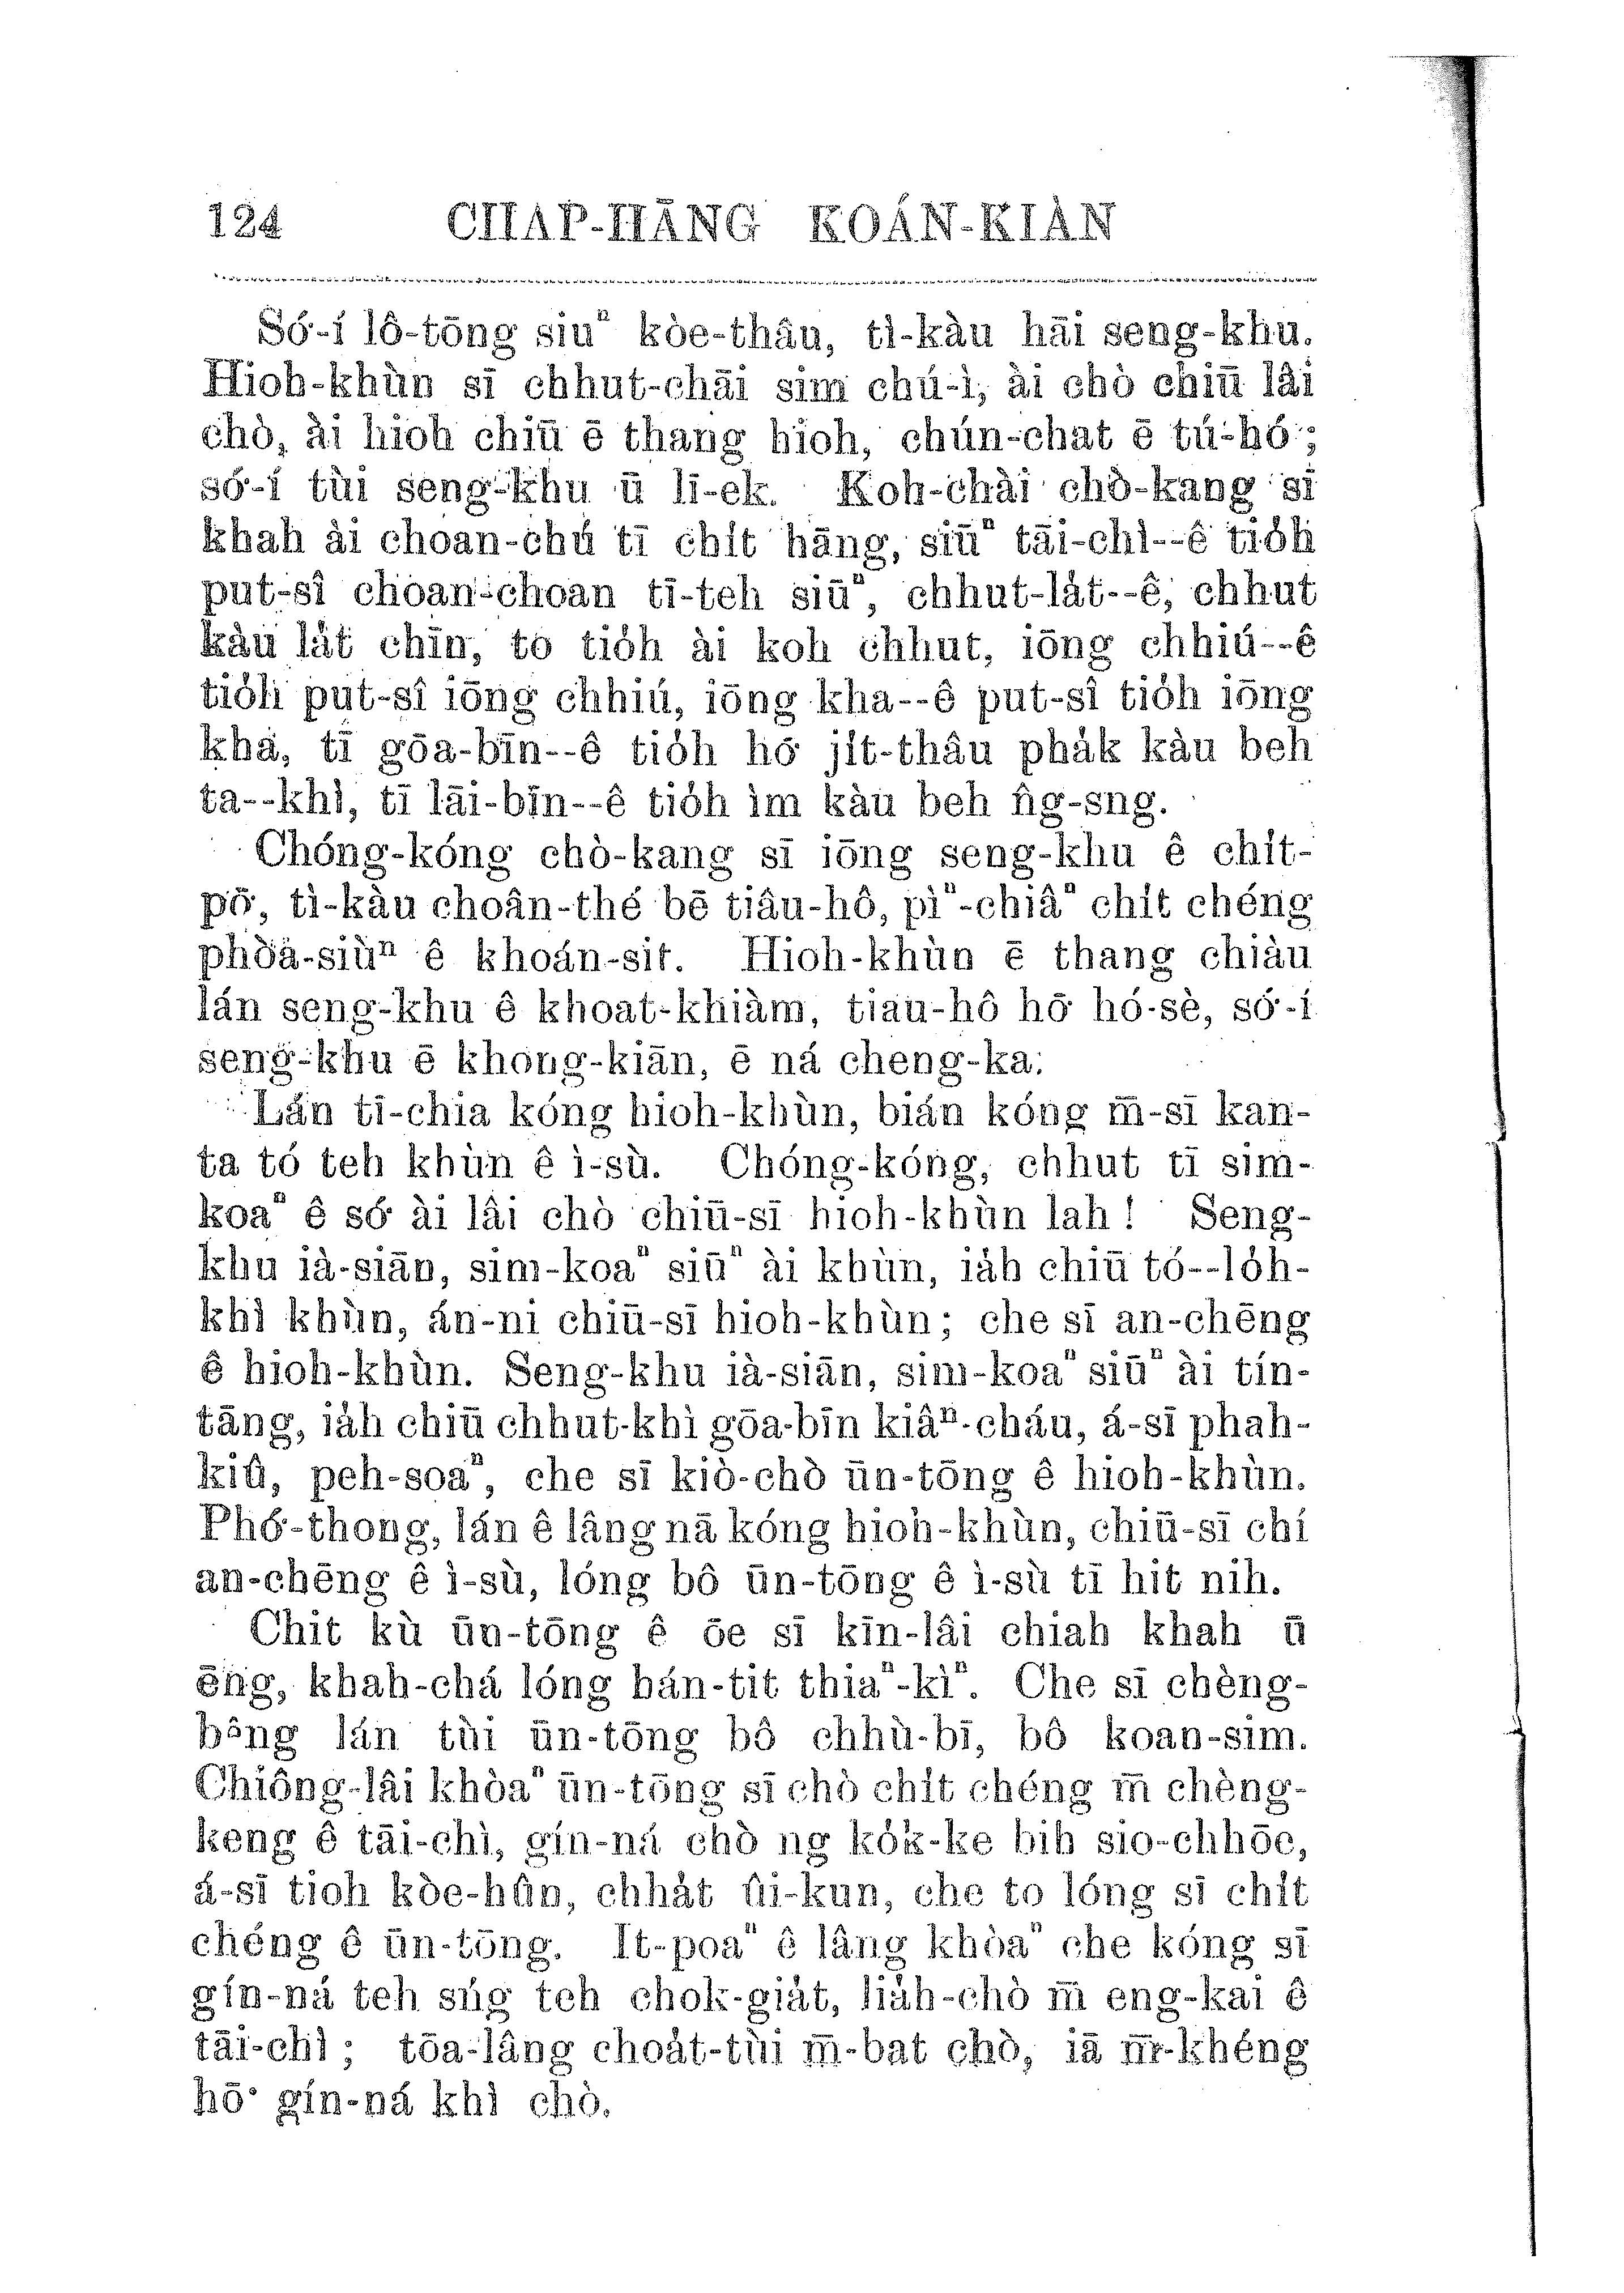 124 CHAP-HĀNG KOÁN-KIÀN
Só͘-í lô-tōng siuⁿ kòe-thâu, tì-kàu hāi seng-khu.
Hioh-khùn sī chhut-chāi sim chú-ì, ài chò chiū lâi
chò, ài hioh chiū ē thang hioh, chún-chat ē tú-hó ;
só͘-í tùi seng-khu ū lī-ek. Koh-chài chò-kang sī
khah ài choan-chú tī chi̍t hāng, siūⁿ tāi-chì--ê tio̍h
put-sî choan-choan tī-teh siūⁿ, chhut-la̍t--ê, chhut
kàu la̍t chīn, to tio̍h ài koh chhut, iōng chhiú--ê
tio̍h put-sî iōng chhiú, iōng kha--ê put-sî tio̍h iōng
kha, tī gōa-bīn--ê tio̍h hō͘ ji̍t-thâu pha̍k kàu beh
ta--khì, tī lāi-bīn--ê tio̍h ìm kàu beh n̂g-sng.
Chóng-kóng chò-kang sī iōng seng-khu ê chi̍t-
pō͘, tì-kàu choân-thé bē tiâu-hô, pìⁿ-chiâⁿ chi̍t chéng
phòa-siùⁿ ê khoán-sit. Hioh-khùn ē thang chiàu
lán seng-khu ê khoat-khiàm, tiau-hô hō͘ hó-sè, só͘-í
seng-khu ē khong-kiān, ē ná cheng-ka.
Lán tī-chia kóng hioh-khùn, bián kóng m̄-sī kan-
ta tó teh khùn ê ì-sù. Chóng-kóng, chhut tī sim-
koaⁿ ê só͘ ài lâi chò chiū-sī hioh-khùn lah ! Seng-
khu ià-siān, sim-koaⁿ siūⁿ ài khùn, ia̍h chiū tó--lo̍h-
khì khùn, án-ni chiū-sī hioh-khùn ; che sī an-chēng
ê hioh-khùn. Seng-khu ià-siān, sim-koaⁿ siūⁿ ài tín-
tāng, ia̍h chiū chhut-khì gōa-bīn kiâⁿ-cháu, á-sī phah-
kiû, peh-soaⁿ, che sī kiò-chò ūn-tōng ê hioh-khùn.
Phó͘-thong, lán ê lâng nā kóng hioh-khùn, chiū-sī chí
an-chēng ê ì-sù, lóng bô ūn-tōng ê ì-sù tī hit nih.
Chit kù ūn-tōng ê ōe sī kīn-lâi chiah khah ū
ēng, khah-chá lóng hán-tit thiaⁿ-kìⁿ. Che sī chèng-
bêng lán tùi ūn-tōng bô chhù-bī, bô koan-sim.
Chiông-lâi khòaⁿ ūn-tōng sī chò chi̍t chéng m̄ chèng-
keng ê tāi-chì, gín-ná chò ng kо̍k-ke bih sio-chhōe,
á-sī tioh kòe-hûn, chha̍t ûi-kun, che to lóng sī chi̍t
chéng ê ūn-tōng. It-poaⁿ ê lâng khòaⁿ che kóng sī
gín-ná teh sńg teh chok-gia̍t, lia̍h-chò m̄ eng-kai ê
tāi-chì ; tōa-lâng choa̍t-tùi m̄-bat chò, iā m̄-khéng
hō͘ gín-ná khì chò.